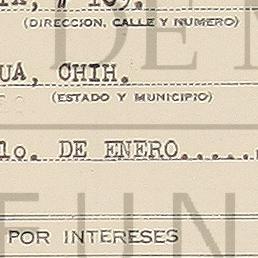 (DIRECCION, CALLE Y NUMERO)
UA, CHIH.
(ESTADO Y MUNICIPIO)
1o. DE ENERO.....
POR INTERESES